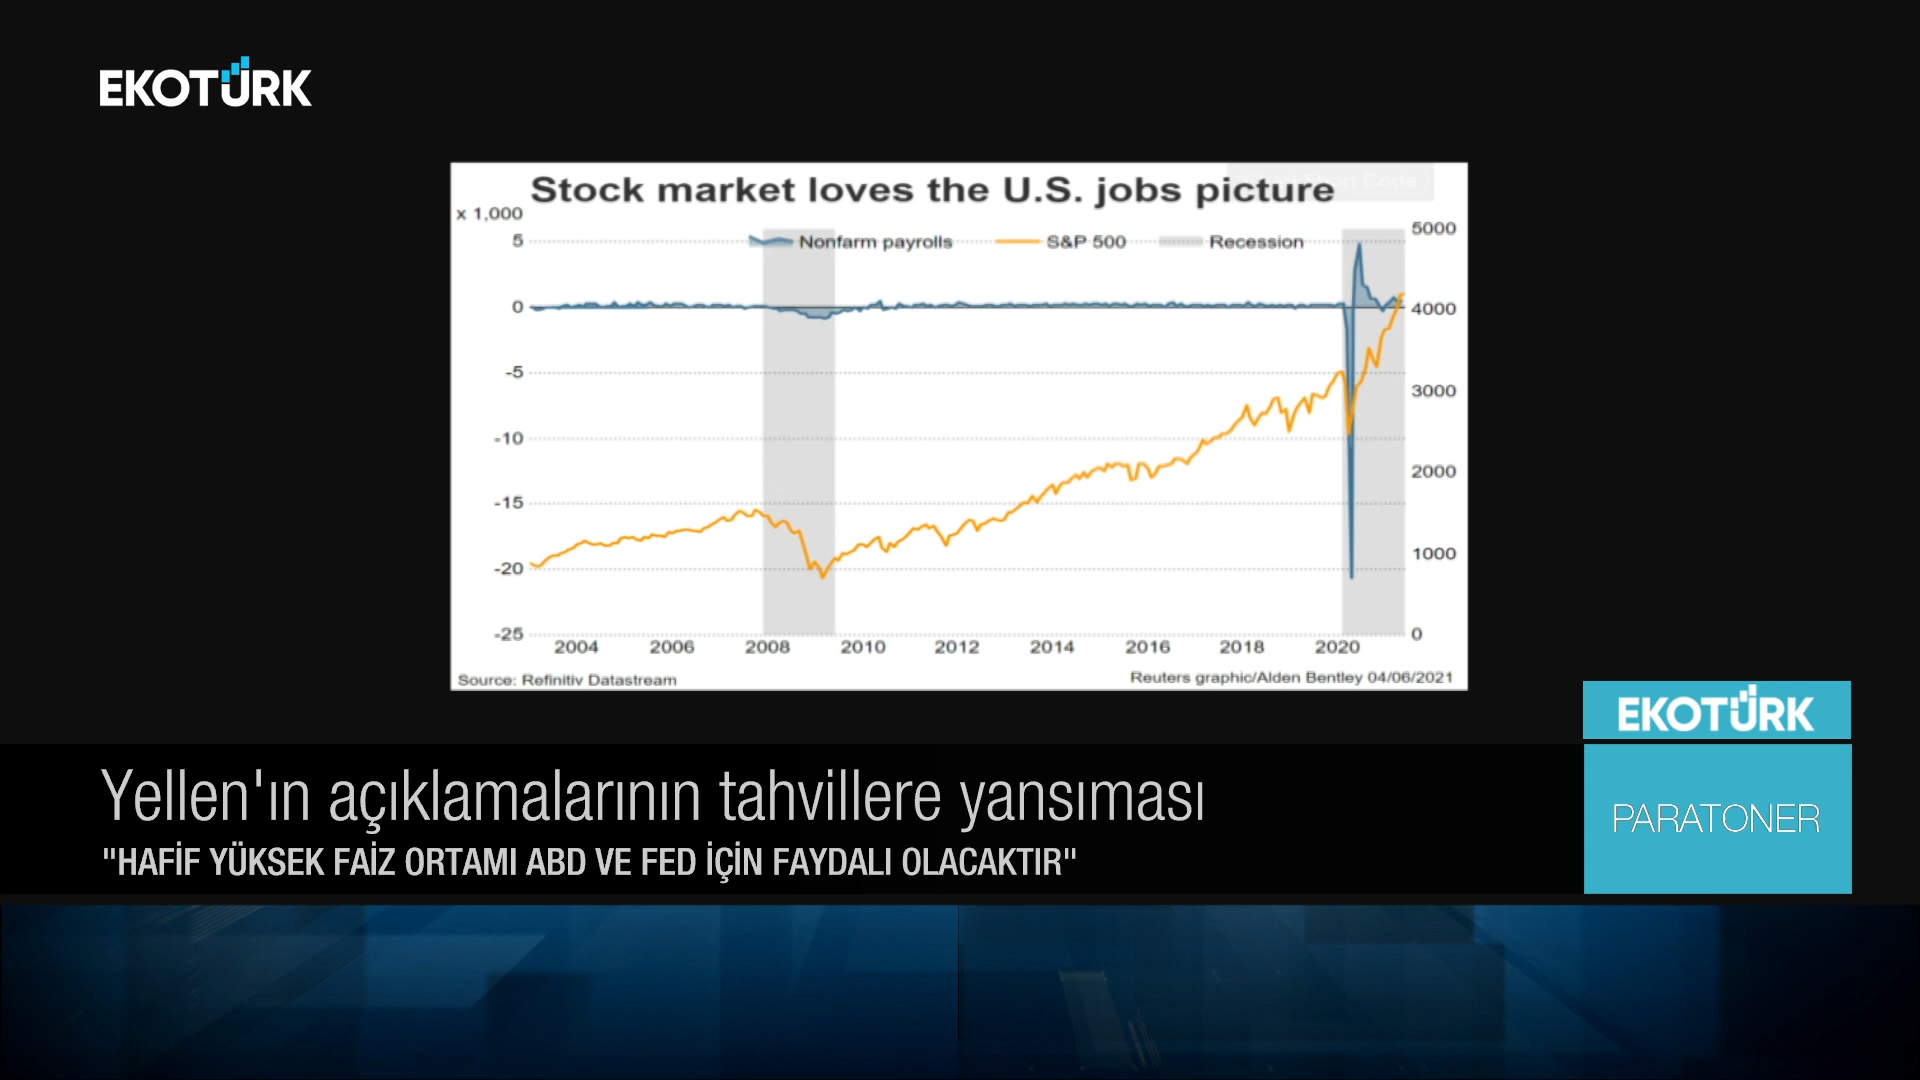 EKOTÜRK
Stock market loves the U.S. jobs picture
x 1,000
5
0
-5
-10
-15
-20
-25
Nonfarm payrolls
S&P 500
Recession
5000
4000
3000
2000
1000
0
2004 2006 2008 2010 2012 2014 2016 2018 2020
Source: Refinitiv Datastream
Reuters graphic/Alden Bentley 04/06/2021
EKOTÜRK
PARATONER
Yellen'ın açıklamalarının tahvillere yansıması
"HAFİF YÜKSEK FAİZ ORTAMI ABD VE FED İÇİN FAYDALI OLACAKTIR"